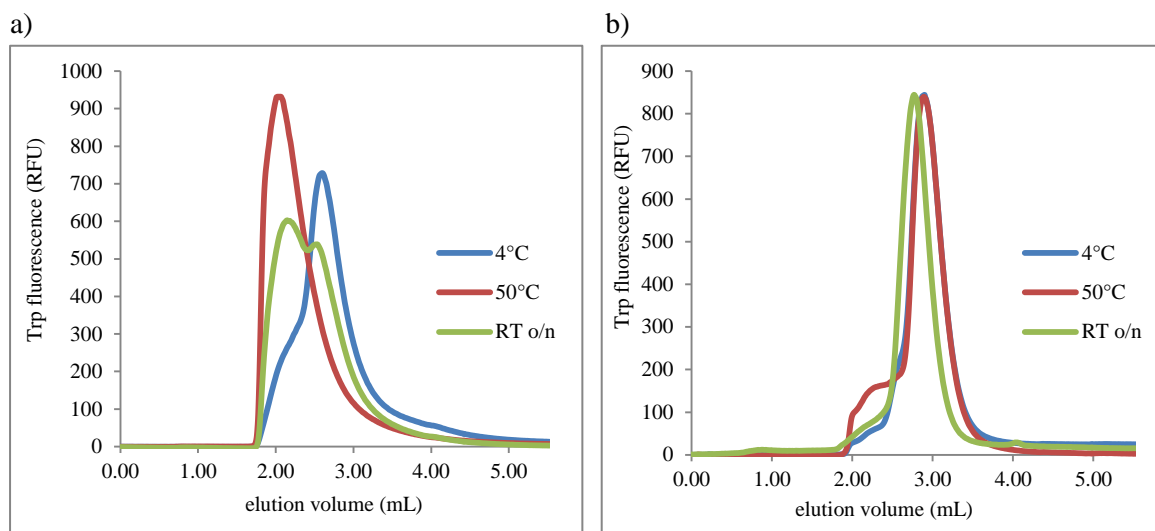 a)
1000
900
800
700
600
500
400
300
200
100
0
0.00 1.00 2.00 3.00 4.00 5.00
elution volume (mL)
Trp fluorescence (RFU)
4°C
50°C
RT o/n
b)
900
800
700
600
500
400
300
200
100
0
0.00 1.00 2.00 3.00 4.00 5.00
elution volume (mL)
Trp fluorescence (RFU)
4°C
50°C
RT o/n